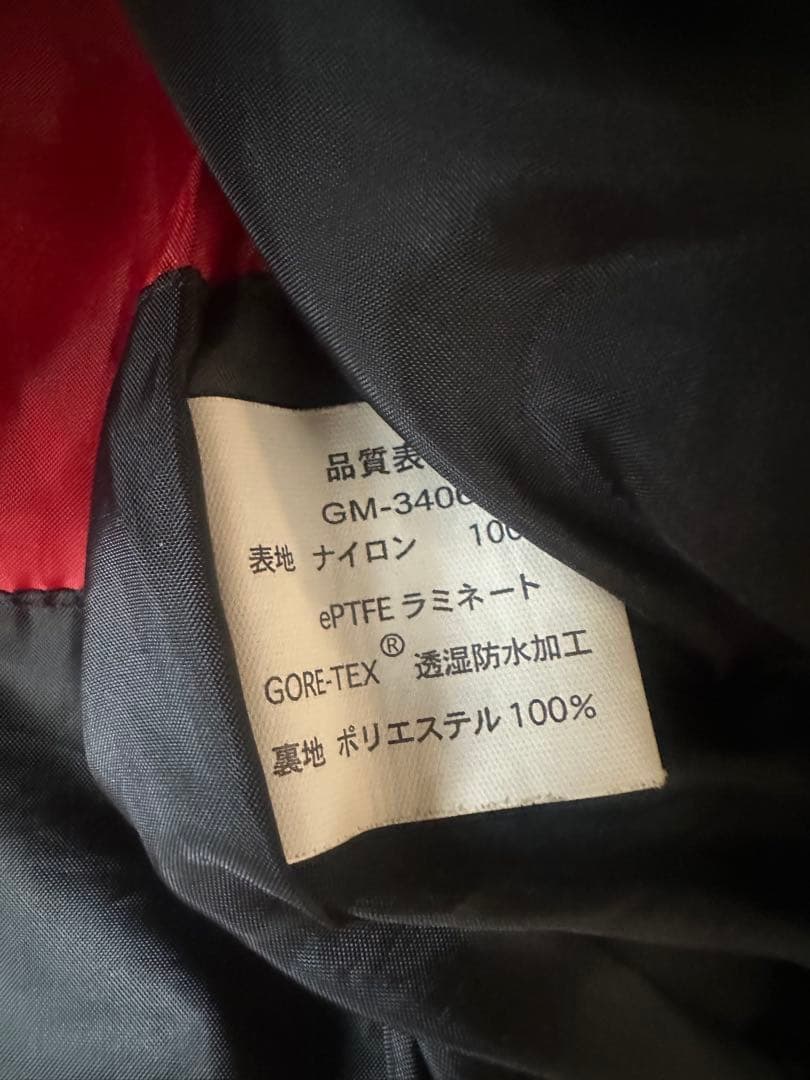 品質表
GM-340
表地 ナイロン 100
ePTFE ラミネート
GORE-TEX® 透湿防水加工
裏地 ポリエステル 100%